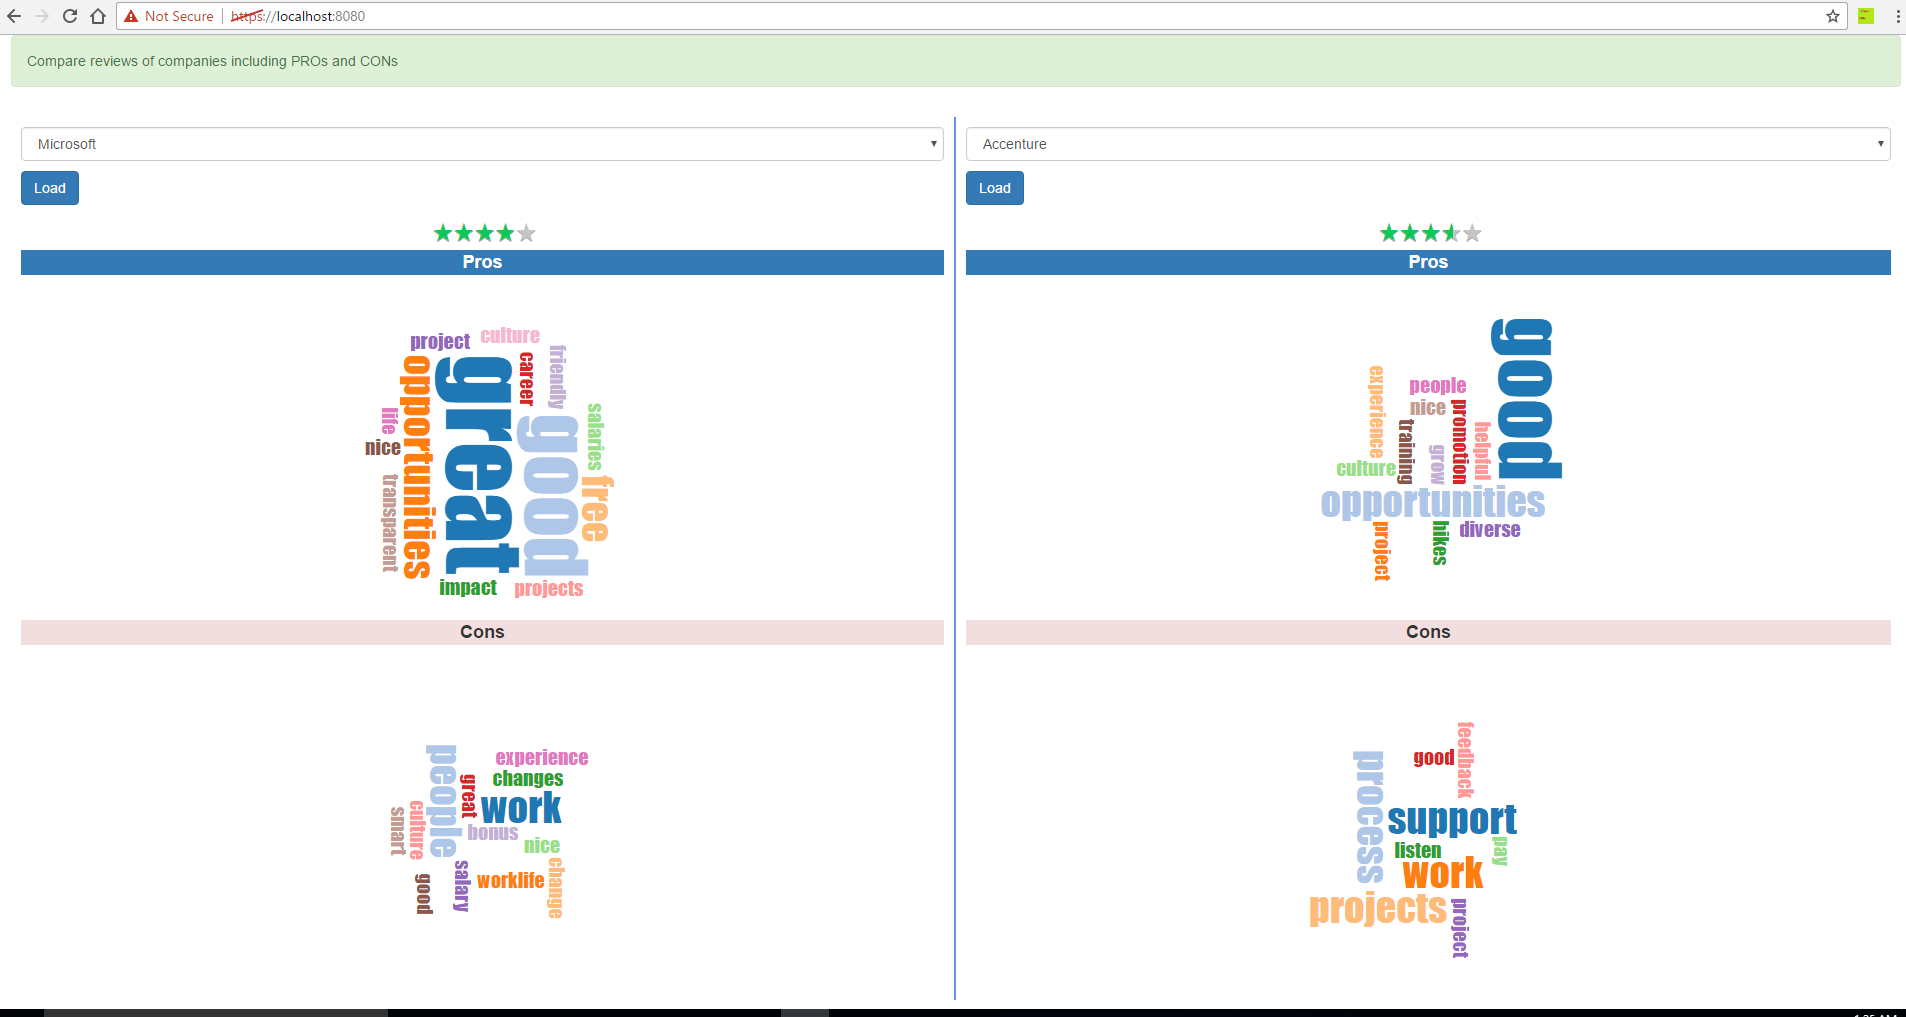 Not Secure https://localhost:8080
Compare reviews of companies including PROs and CONs
Microsoft
Load
Pros
project
culture
career
friendly
opportunities
great
life
good
salaries
nice
transparent
free
impact
projects
Cons
people
experience
changes
great
work
smart
culture
bonus
nice
good
salary
worklife
change
Accenture
Load
Pros
good
experience
people
nice
promotion
training
helpful
grow
culture
opportunities
project
hikes
diverse
Cons
feedback
good
process
support
listen
pay
work
projects
project